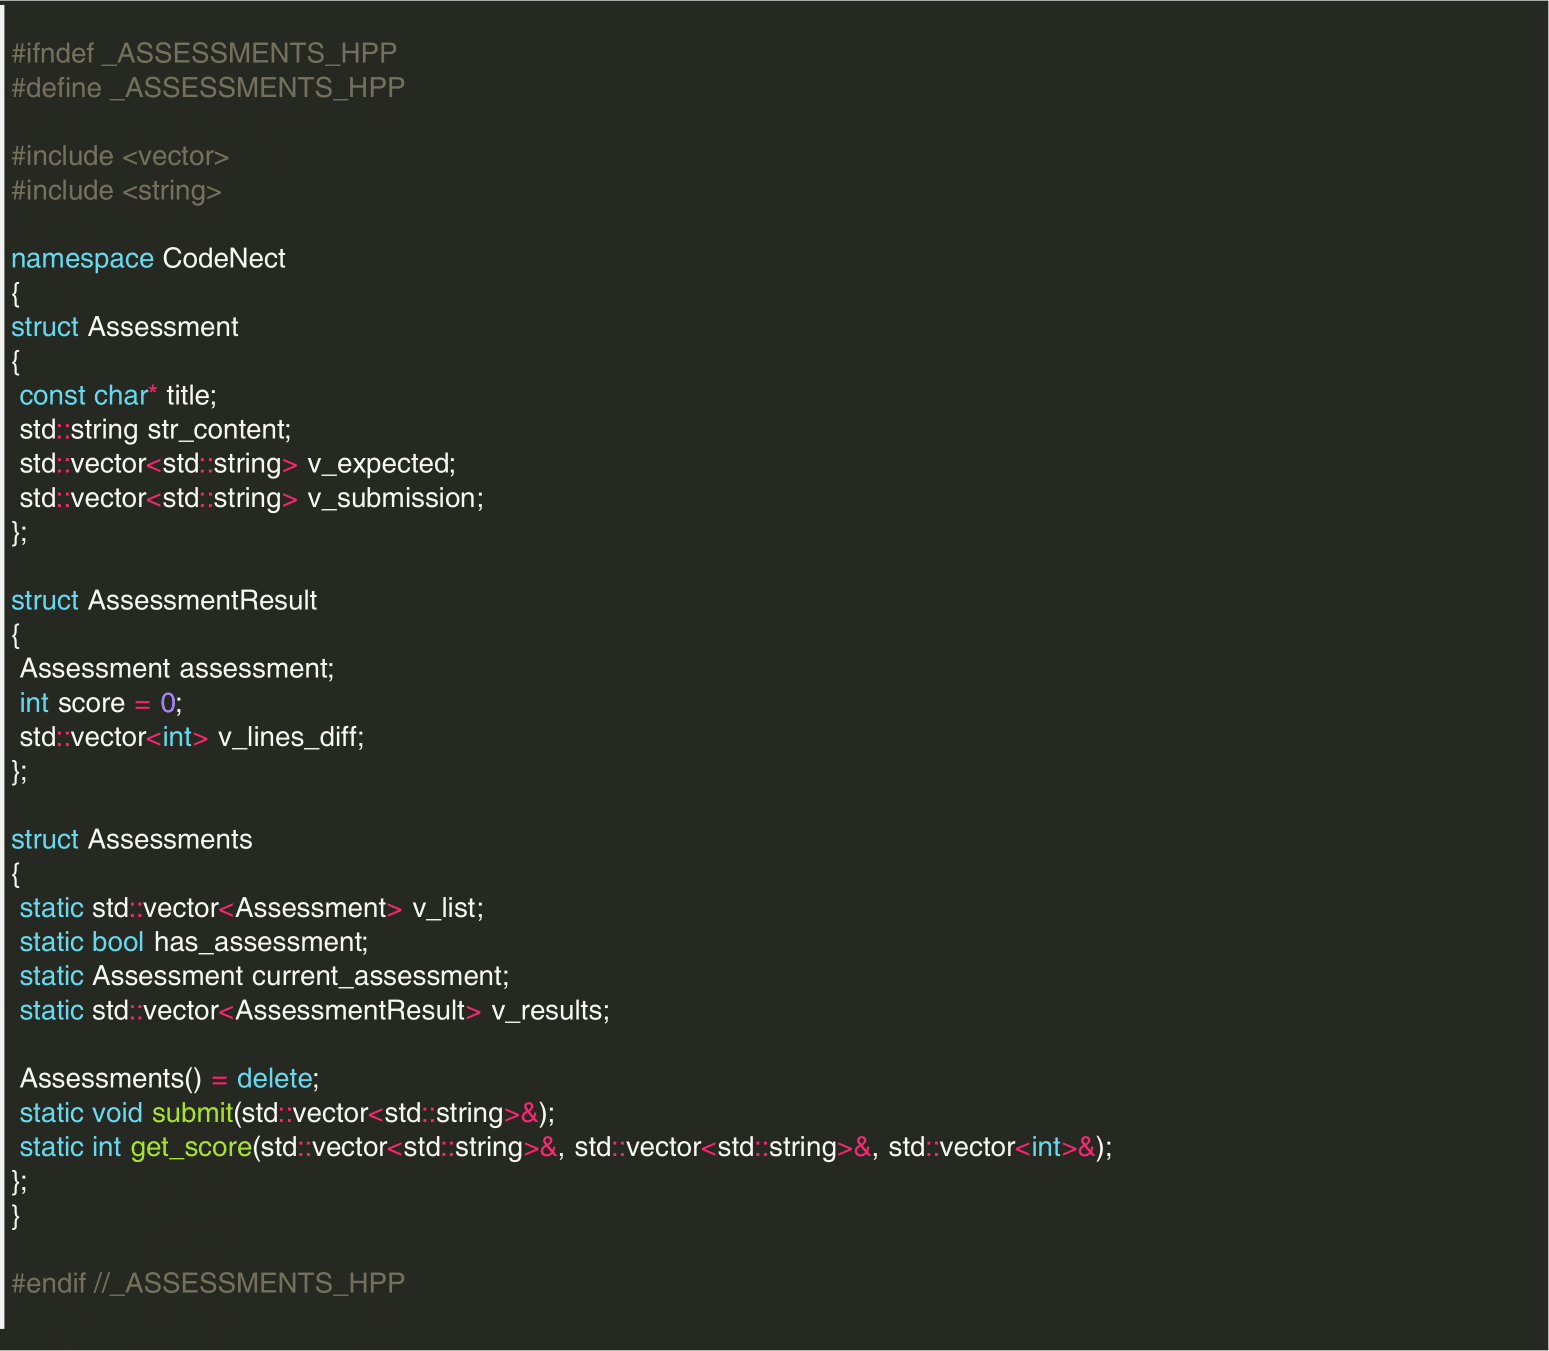 #ifndef _ASSESSMENTS_HPP
#define _ASSESSMENTS_HPP
#include <vector>
#include <string>
namespace CodeNect
{
struct Assessment
{
const char* title;
std::string str_content;
std::vector<std::string> v_expected;
std::vector<std::string> v_submission;
};
struct AssessmentResult
{
Assessment assessment;
int score = 0;
std::vector<int> v_lines_diff;
};
struct Assessments
{
static std::vector<Assessment> v_list;
static bool has_assessment;
static Assessment current_assessment;
static std::vector<AssessmentResult> v_results;
Assessments() = delete;
static void submit(std::vector<std::string>&);
static int get_score(std::vector<std::string>&, std::vector<std::string>&, std::vector<int>&);
};
}
#endif //_ASSESSMENTS_HPP